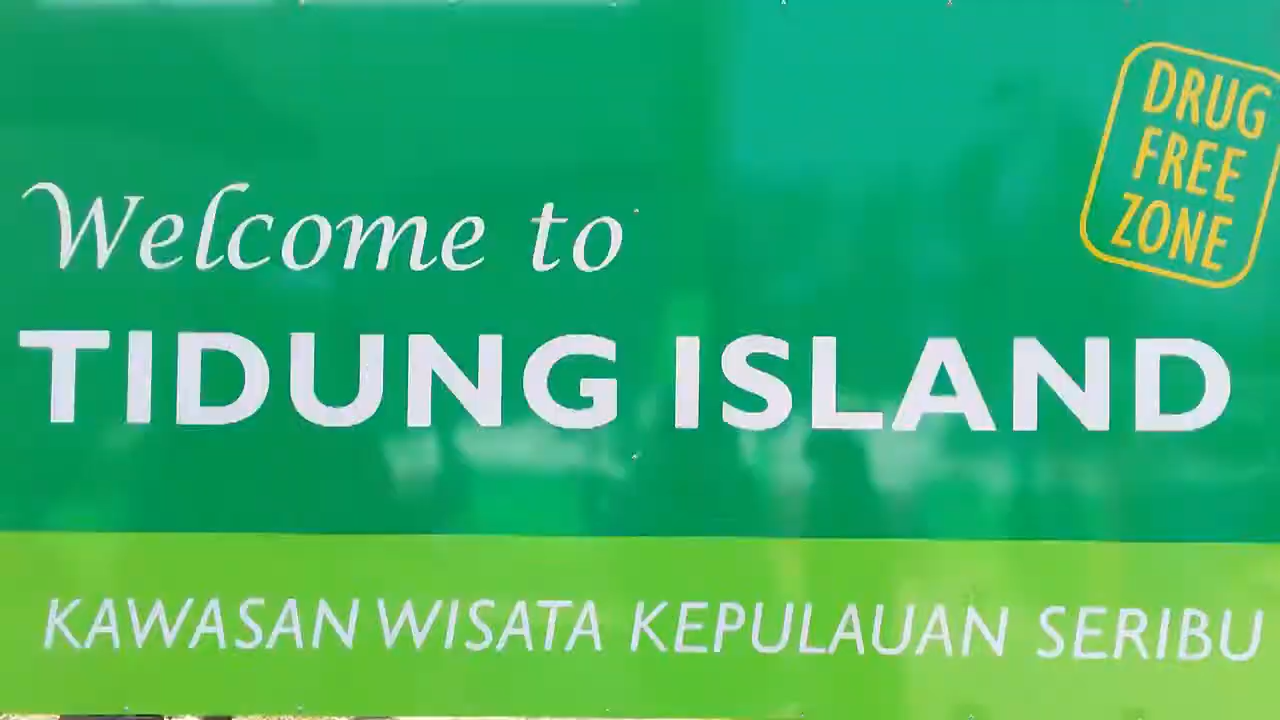 DRUG
FREE
ZONE
Welcome to
TIDUNG ISLAND
KAWASAN WISATA KEPULAUAN SERIBU